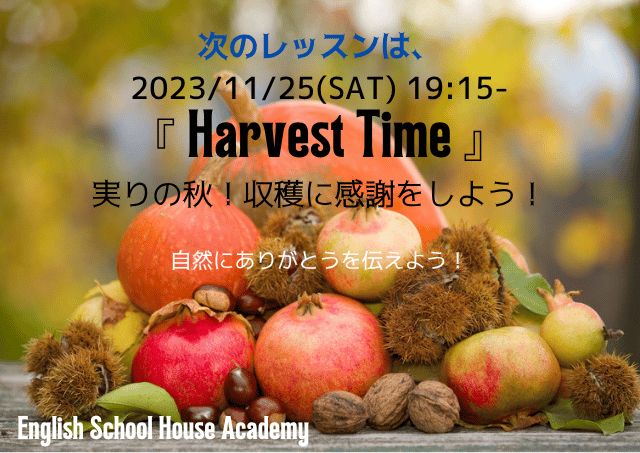 次のレッスンは、
2023/11/25(SAT) 19:15-
『 Harvest Time 』
実りの秋！収穫に感謝をしよう！
自然にありがとうを伝えよう！
English School House Academy